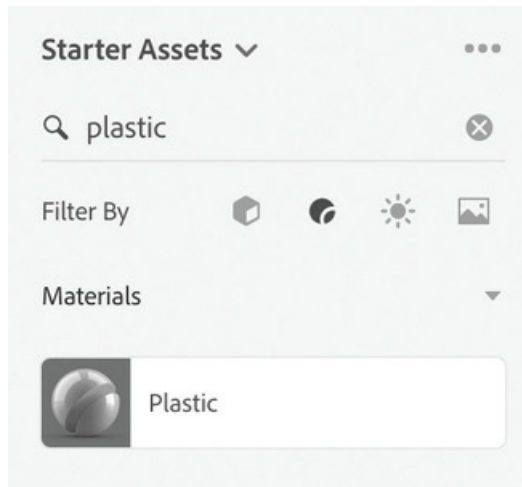 Starter Assets
plastic
Filter By
Materials
Plastic